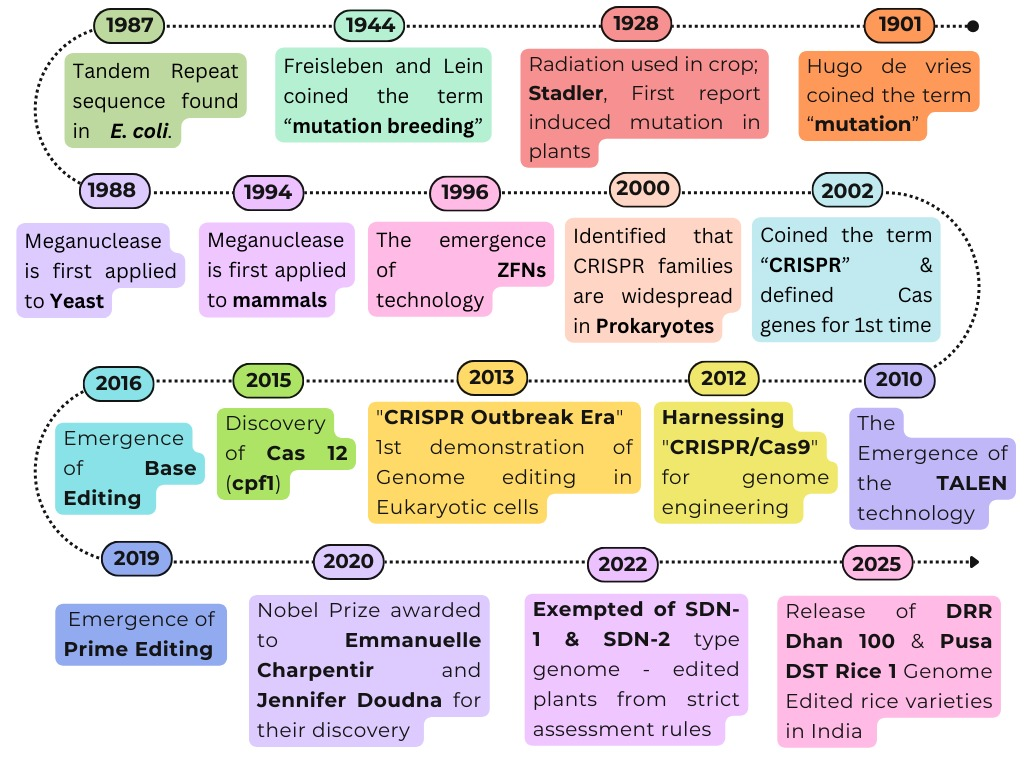 1987
1944
1928
1901
Tandem Repeat
sequence found
in E. coli.
Freisleben and Lein
coined the term
“mutation breeding”
Radiation used in crop;
Stadler, First report
induced mutation in
plants
Hugo de vries
coined the term
“mutation”
1988
1994
1996
2000
2002
Meganuclease
is first applied
to Yeast
Meganuclease
is first applied
to mammals
The emergence
of ZFNs
technology
Identified that
CRISPR families
are widespread
in Prokaryotes
Coined the term
“CRISPR” &
defined Cas
genes for 1st time
2016
2015
2013
2012
2010
Emergence
of Base
Editing
Discovery
of Cas 12
(cpf1)
"CRISPR Outbreak Era"
1st demonstration of
Genome editing in
Eukaryotic cells
Harnessing
"CRISPR/Cas9"
for genome
engineering
The
Emergence of
the TALEN
technology
2019
2020
2022
2025
Emergence of
Prime Editing
Nobel Prize awarded
to Emmanuelle
Charpentir and
Jennifer Doudna for
their discovery
Exempted of SDN-
1 & SDN-2 type
genome - edited
plants from strict
assessment rules
Release of DRR
Dhan 100 & Pusa
DST Rice 1 Genome
Edited rice varieties
in India